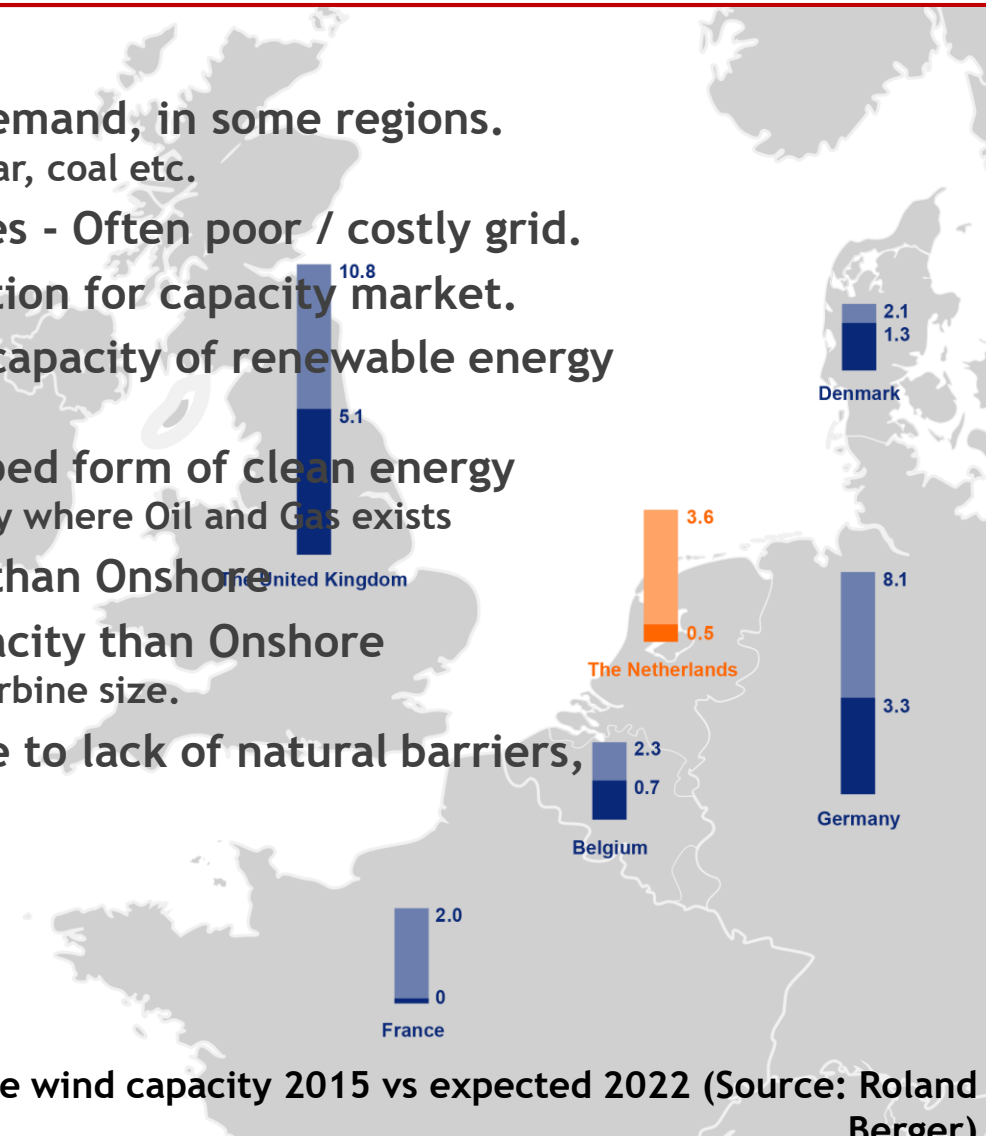 emand, in some regions.
ar, coal etc.
es - Often poor / costly grid.
10.8
tion for capacity market.
2.1
1.3
capacity of renewable energy
Denmark
5.1
ped form of clean energy
y where Oil and Gas exists
3.6
than Onshore
The United Kingdom
8.1
0.5
acity than Onshore
The Netherlands
rbine size.
3.3
e to lack of natural barriers,
2.3
0.7
Germany
Belgium
2.0
0
France
e wind capacity 2015 vs expected 2022 (Source: Roland
Berger)